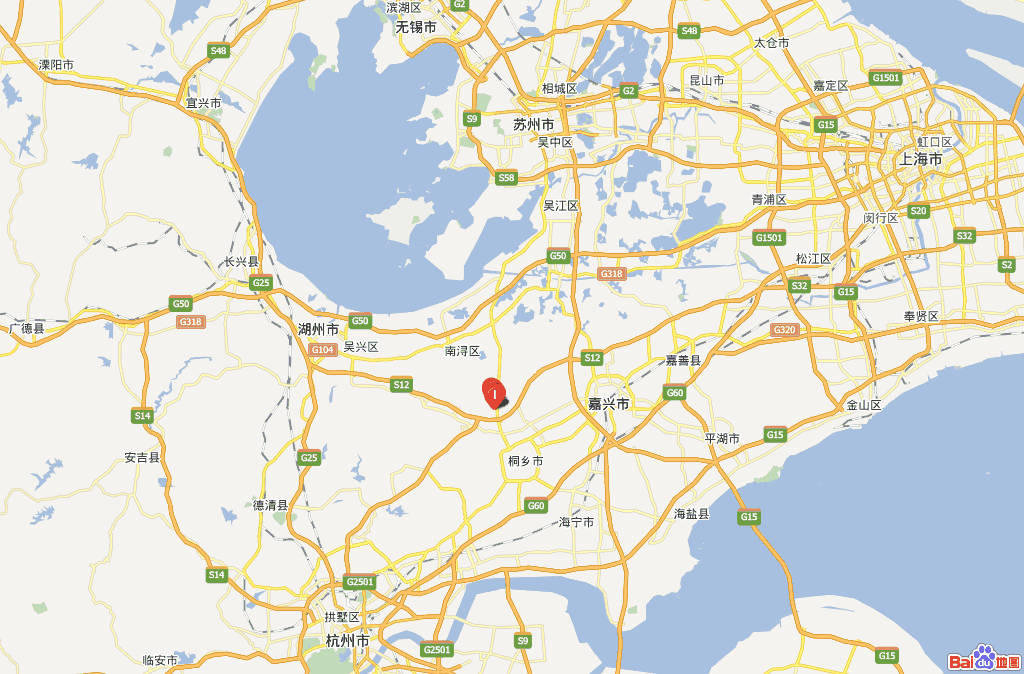 滨湖区
G2
无锡市
S48
太仓市
S48
溧阳市
昆山市
G1501
相城区
嘉定区
G2
宜兴市
S9
苏州市
G15
吴中区
虹口区
上海市
S58
青浦区
吴江区
闵行区
S20
G1501
S32
G50
松江区
长兴县
S2
G318
G25
S32
G15
G50
奉贤区
G318
G50
广德县
湖州市
G320
G104
吴兴区
南浔区
S12
嘉善县
S12
G60
嘉兴市
金山区
S14
G15
平湖市
安吉县
G25
桐乡市
德清县
G60
海盐县
G15
海宁市
S14
G2501
拱墅区
杭州市
S9
G2501
G15
临安市
Bai du 地图